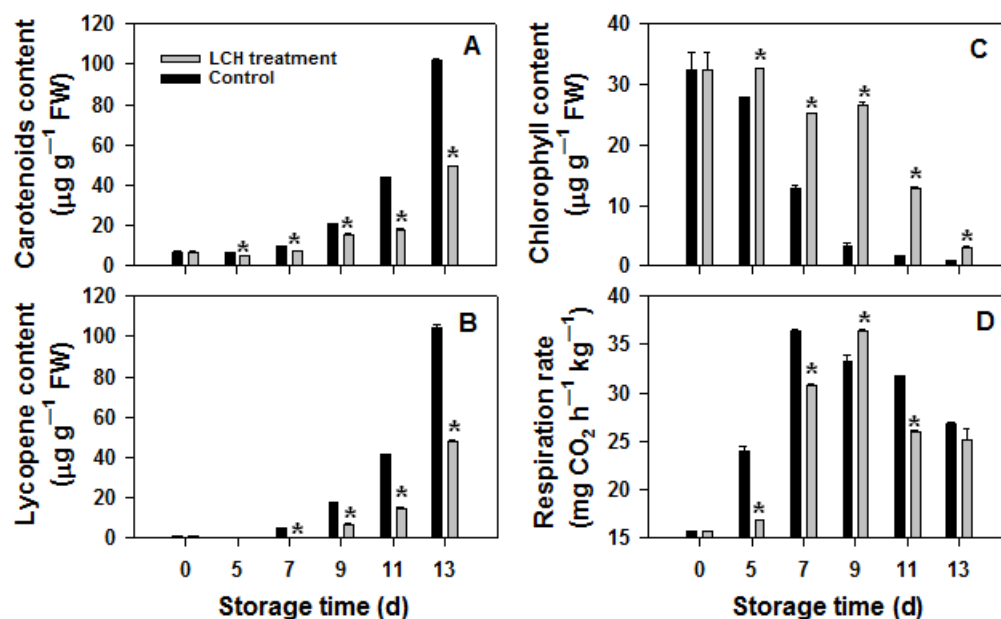 Carotenoids content
(µg g⁻¹ FW)
120
100
80
60
40
20
0
LCH treatment
Control
A
*
*
*
*
*
Lycopene content
(µg g⁻¹ FW)
120
100
80
60
40
20
0
B
*
*
*
*
0 5 7 9 11 13
Storage time (d)
Chlorophyll content
(µg g⁻¹ FW)
40
30
20
10
0
C
*
*
*
*
*
Respiration rate
(mg CO₂ h⁻¹ kg⁻¹)
40
35
30
25
20
15
D
*
*
*
*
0 5 7 9 11 13
Storage time (d)